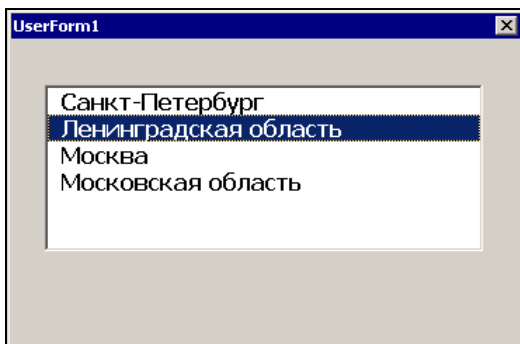 UserForm1
Санкт-Петербург
Ленинградская область
Москва
Московская область